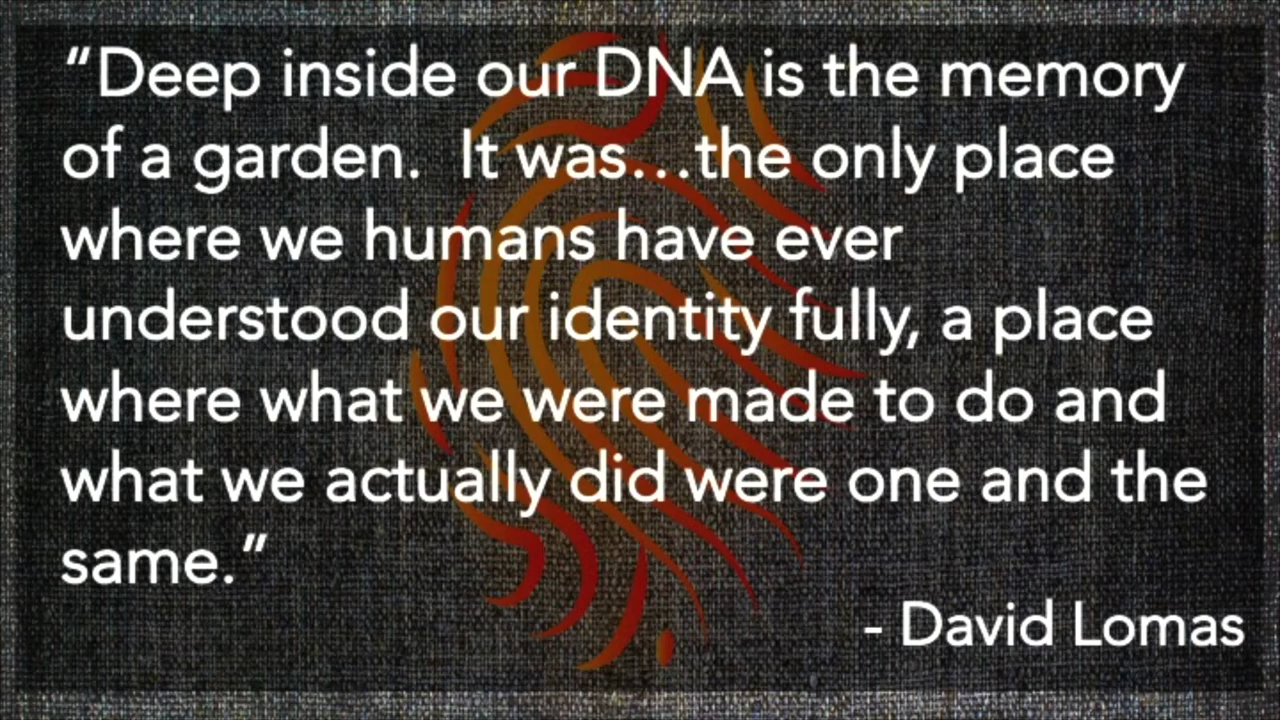 “Deep inside our DNA is the memory
of a garden.  It was…the only place
where we humans have ever
understood our identity fully, a place
where what we were made to do and
what we actually did were one and the
same.”
- David Lomas